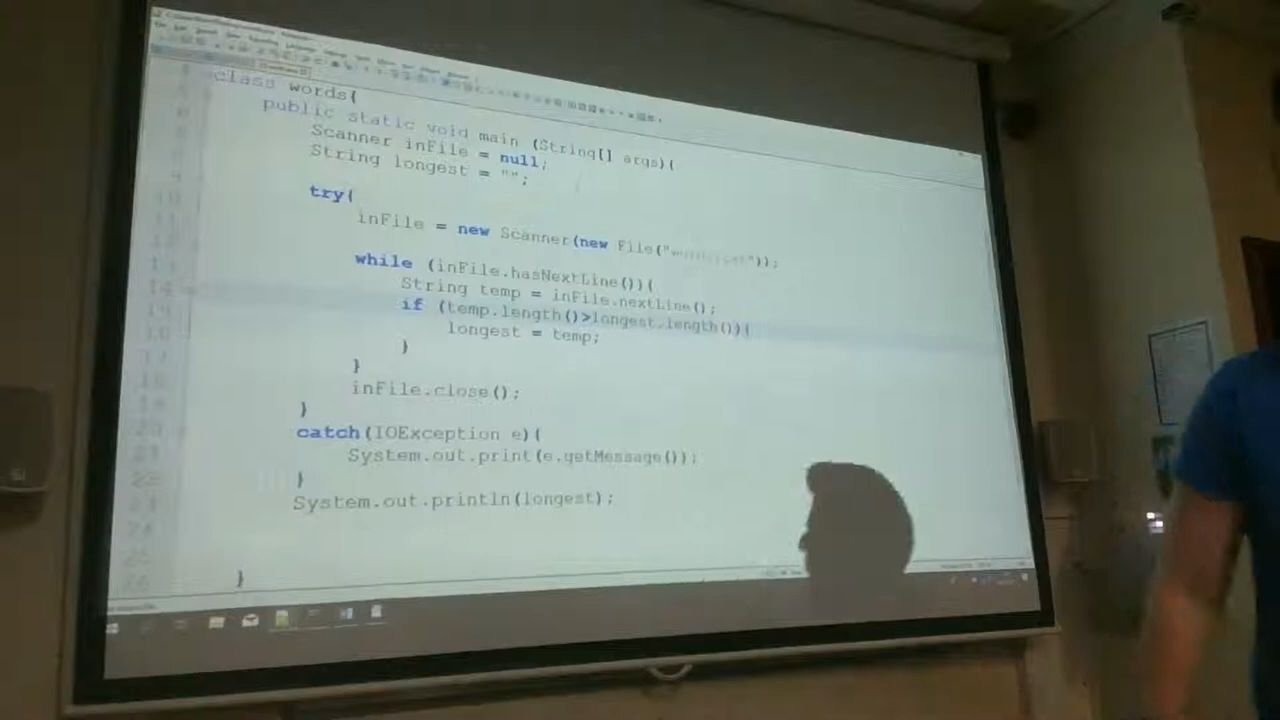 class words{
public static void main (String[] args){
Scanner inFile = null;
String longest = "";
try{
inFile = new Scanner(new File("
"));
while (inFile.hasNextLine()){
String temp = inFile.nextLine();
if (temp.length()>longest.length()){
longest = temp;
}
}
inFile.close();
}
catch(IOException e){
System.out.print(e.getMessage());
}
System.out.println(longest);
}